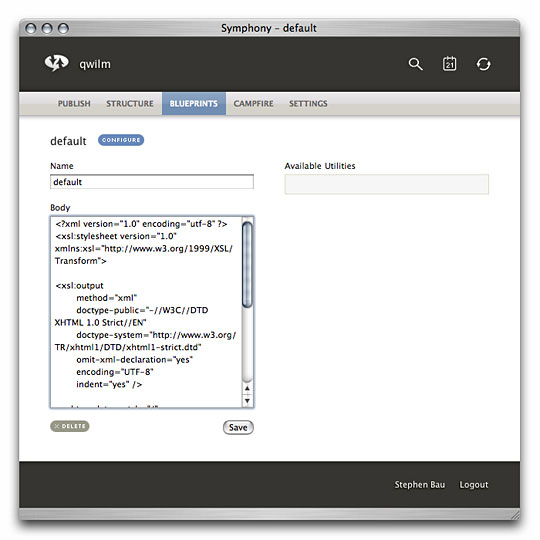 Symphony – default
qwilm
21
PUBLISH STRUCTURE BLUEPRINTS CAMPFIRE SETTINGS
default CONFIGURE
Name
default
Available Utilities
Body
<?xml version="1.0" encoding="utf-8" ?>
<xsl:stylesheet version="1.0"
xmlns:xsl="http://www.w3.org/1999/XSL/
Transform">
<xsl:output
method="xml"
doctype-public="-//W3C//DTD
XHTML 1.0 Strict//EN"
doctype-system="http://www.w3.org/
TR/xhtml1/DTD/xhtml1-strict.dtd"
omit-xml-declaration="yes"
encoding="UTF-8"
indent="yes" />
× DELETE
Save
Stephen Bau Logout